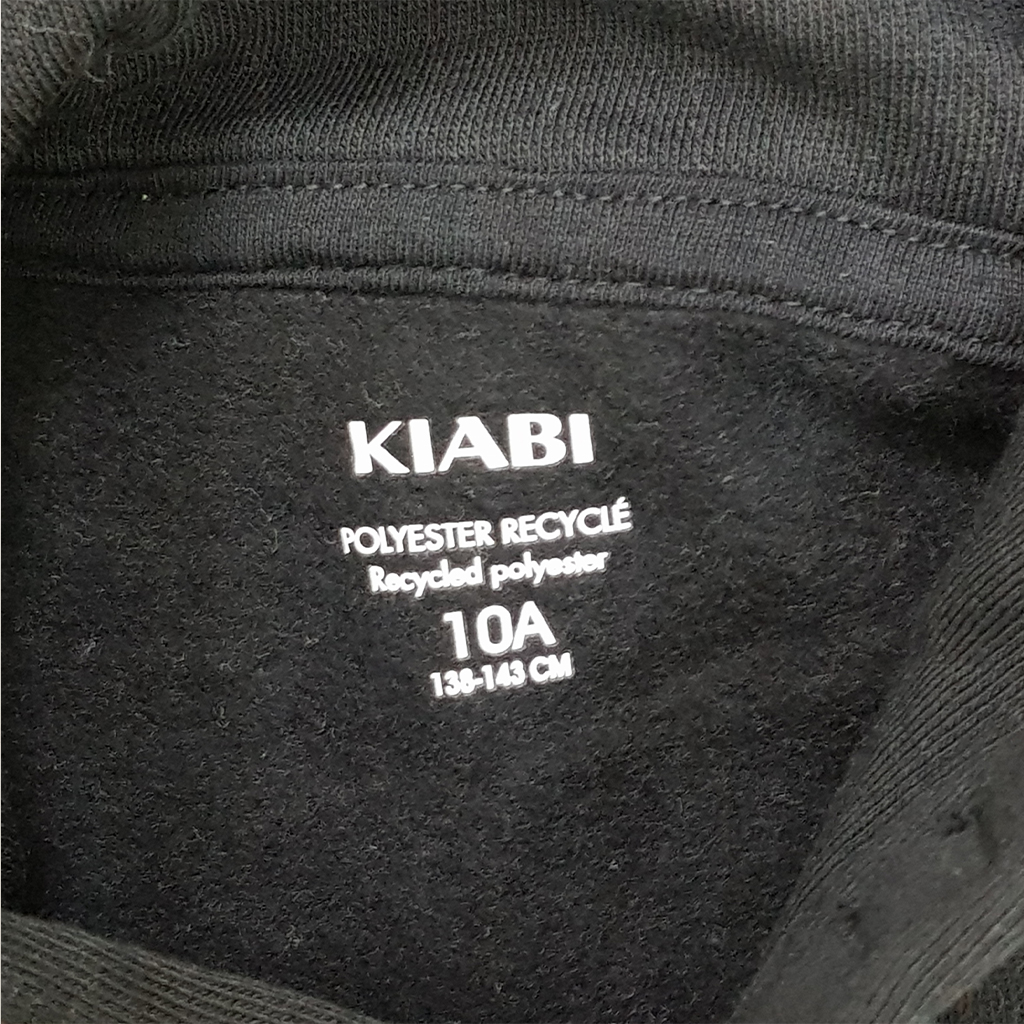 KIABI
POLYESTER RECYCLÉ
Recycled polyester
10A
138-143 CM